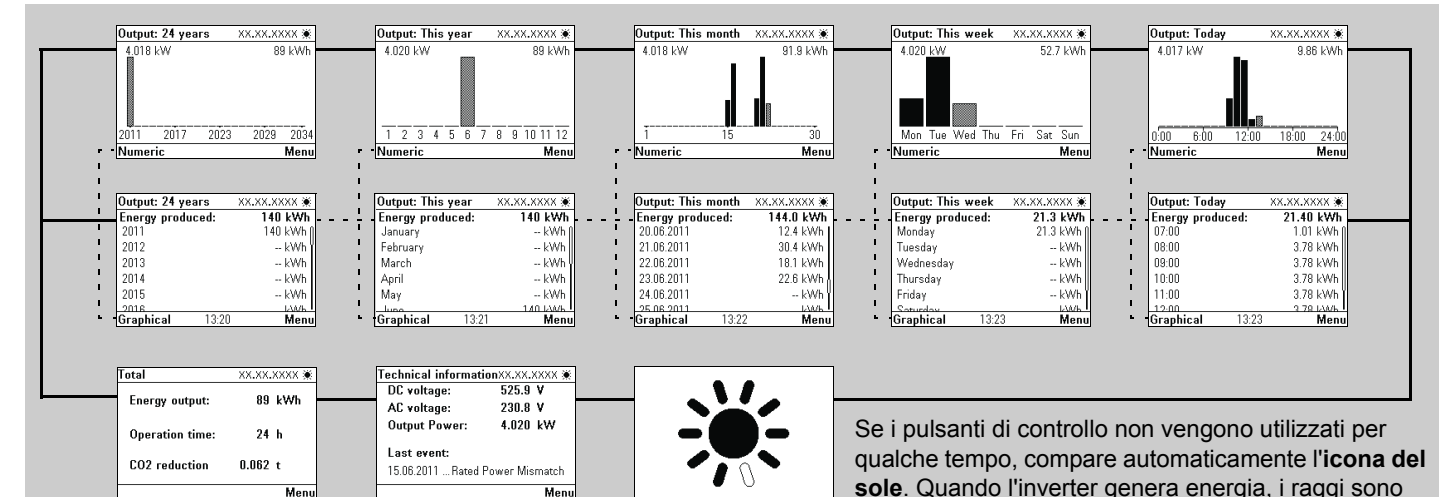 Output: 24 years XX.XX.XXXX
4.018 kW 89 kWh
2011 2017 2023 2029 2034
Numeric Menu
Output: This year XX.XX.XXXX
4.020 kW 89 kWh
1 2 3 4 5 6 7 8 9 10 11 12
Numeric Menu
Output: This month XX.XX.XXXX
4.018 kW 91.9 kWh
1 15 30
Numeric Menu
Output: This week XX.XX.XXXX
4.020 kW 52.7 kWh
Mon Tue Wed Thu Fri Sat Sun
Numeric Menu
Output: Today XX.XX.XXXX
4.017 kW 9.86 kWh
0:00 6:00 12:00 18:00 24:00
Numeric Menu
Output: 24 years XX.XX.XXXX
Energy produced: 140 kWh
2011 140 kWh
2012 -- kWh
2013 -- kWh
2014 -- kWh
2015 -- kWh
2016 kWh
Graphical 13:20 Menu
Output: This year XX.XX.XXXX
Energy produced: 140 kWh
January -- kWh
February -- kWh
March -- kWh
April -- kWh
May -- kWh
June 140 kWh
Graphical 13:21 Menu
Output: This month XX.XX.XXXX
Energy produced: 144.0 kWh
20.06.2011 12.4 kWh
21.06.2011 30.4 kWh
22.06.2011 18.1 kWh
23.06.2011 22.6 kWh
24.06.2011 -- kWh
25.06.2011 kWh
Graphical 13:22 Menu
Output: This week XX.XX.XXXX
Energy produced: 21.3 kWh
Monday 21.3 kWh
Tuesday -- kWh
Wednesday -- kWh
Thursday -- kWh
Friday -- kWh
Saturday kWh
Graphical 13:23 Menu
Output: Today XX.XX.XXXX
Energy produced: 21.40 kWh
07:00 1.01 kWh
08:00 3.78 kWh
09:00 3.78 kWh
10:00 3.78 kWh
11:00 3.78 kWh
12:00 3.78 kWh
Graphical 13:23 Menu
Total XX.XX.XXXX
Energy output: 89 kWh
Operation time: 24 h
CO2 reduction 0.062 t
Menu
Technical informationXX.XX.XXXX
DC voltage: 525.9 V
AC voltage: 230.8 V
Output Power: 4.020 kW
Last event:
15.06.2011 ... Rated Power Mismatch
Menu
Se i pulsanti di controllo non vengono utilizzati per
qualche tempo, compare automaticamente l'icona del
sole. Quando l'inverter genera energia, i raggi sono